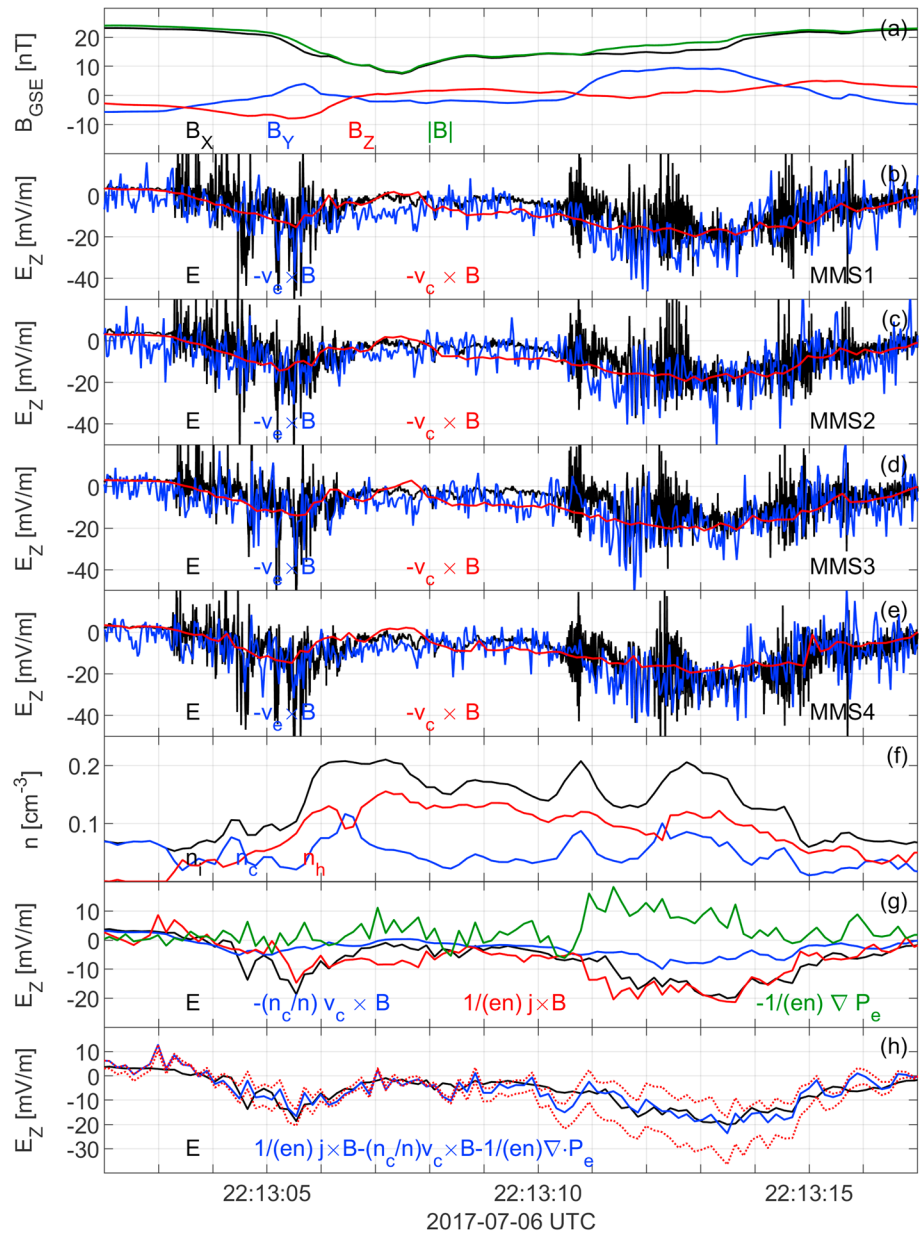 (a)
B_GSE [nT]
20
10
0
-10
B_X B_Y B_Z |B|
(b)
E_Z [mV/m]
0
-20
-40
E -v_e × B -v_c × B MMS1
(c)
E_Z [mV/m]
0
-20
-40
E -v_e × B -v_c × B MMS2
(d)
E_Z [mV/m]
0
-20
-40
E -v_e × B -v_c × B MMS3
(e)
E_Z [mV/m]
0
-20
-40
E -v_e × B -v_c × B MMS4
(f)
n [cm^-3]
0.2
0.1
n_i n_c n_h
(g)
E_Z [mV/m]
10
0
-10
-20
E -(n_c/n) v_c × B 1/(en) j×B -1/(en) ∇ P_e
(h)
E_Z [mV/m]
10
0
-10
-20
-30
E 1/(en) j×B-(n_c/n)v_c×B-1/(en)∇·P_e
22:13:05 22:13:10 22:13:15
2017-07-06 UTC